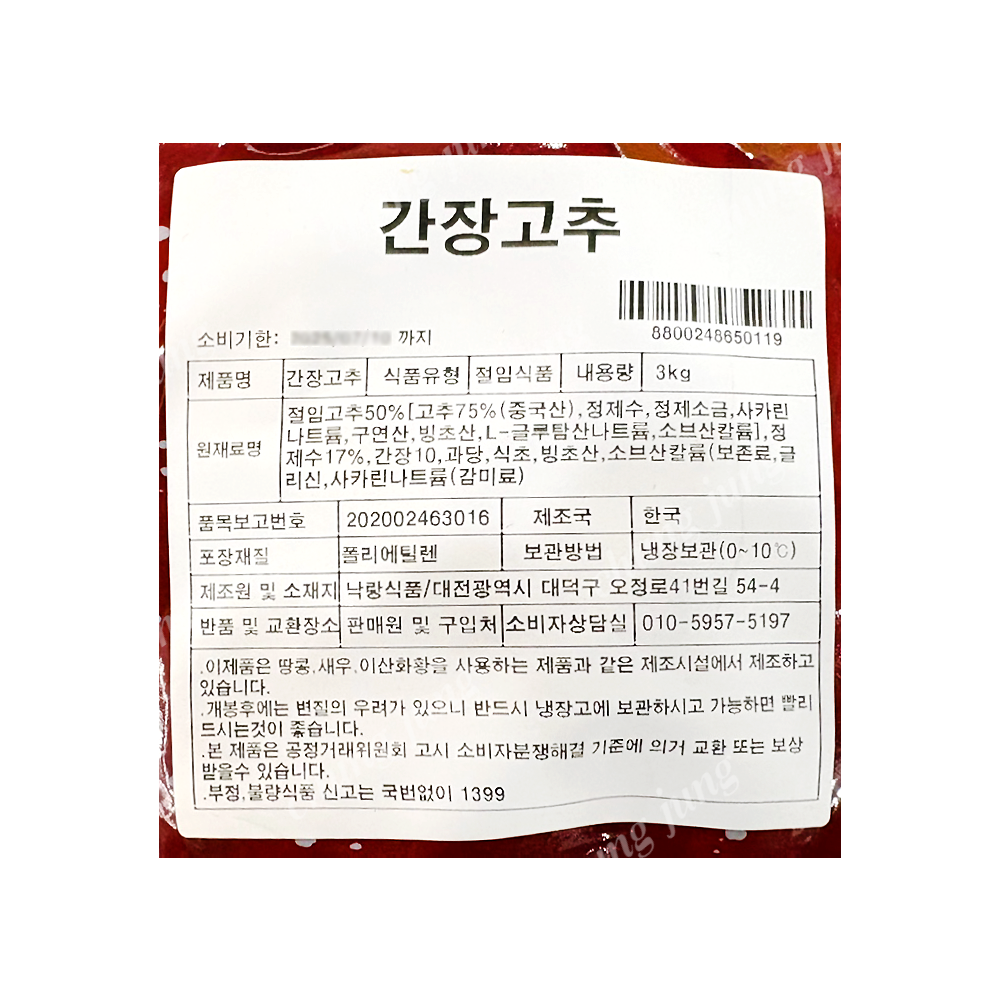 간장고추
8800248650119
소비기한: 까지
제품명 간장고추 식품유형 절임식품 내용량 3kg
원재료명
절임고추50%[고추75%(중국산),정제수,정제소금,사카린
나트륨,구연산,빙초산,L-글루탐산나트륨,소브산칼륨],정
제수17%,간장10,과당,식초,빙초산,소브산칼륨(보존료,글
리신,사카린나트륨(감미료)
품목보고번호 202002463016 제조국 한국
포장재질 폴리에틸렌 보관방법 냉장보관(0~10℃)
제조원 및 소재지 낙랑식품/대전광역시 대덕구 오정로41번길 54-4
반품 및 교환장소 판매원 및 구입처 소비자상담실 010-5957-5197
.이제품은 땅콩,새우,이산화황을 사용하는 제품과 같은 제조시설에서 제조하고
있습니다.
.개봉후에는 변질의 우려가 있으니 반드시 냉장고에 보관하시고 가능하면 빨리
드시는것이 좋습니다.
.본 제품은 공정거래위원회 고시 소비자분쟁해결 기준에 의거 교환 또는 보상
받을수 있습니다.
.부정,불량식품 신고는 국번없이 1399
jung